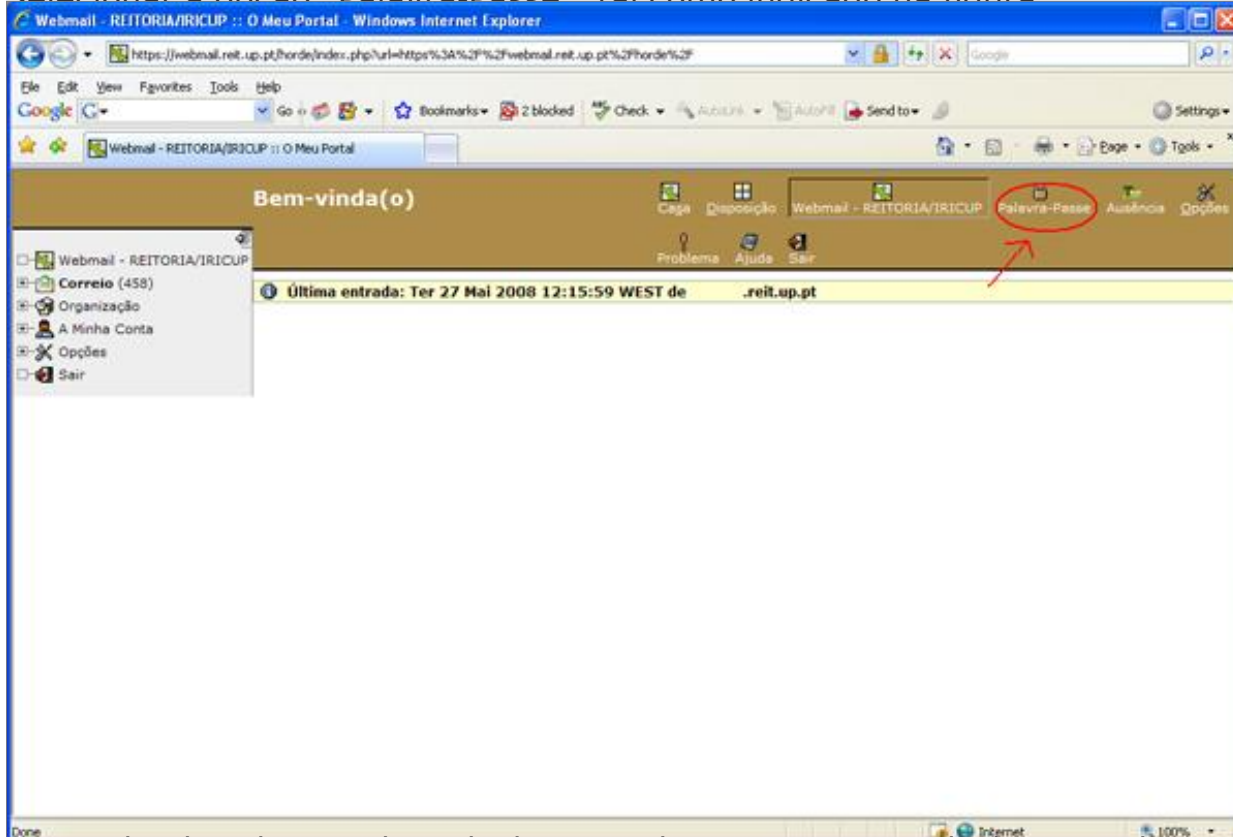 Webmail - REITORIA/IRICUP :: O Meu Portal - Windows Internet Explorer
https://webmail.reit.up.pt/horde/index.php?url=https%3A%2F%2Fwebmail.reit.up.pt%2Fhorde%2F
Google
File Edit View Favorites Tools Help
Google G Go Bookmarks 2 blocked Check AutoLink AutoFill Send to Settings
Webmail - REITORIA/IRICUP :: O Meu Portal
Page Tools
Bem-vinda(o)
Casa Disposição Webmail - REITORIA/IRICUP Palavra-Passe Ausência Opções
Problema Ajuda Sair
Webmail - REITORIA/IRICUP
Correio (458)
Organização
A Minha Conta
Opções
Sair
Última entrada: Ter 27 Mai 2008 12:15:59 WEST de .reit.up.pt
Done Internet 100%